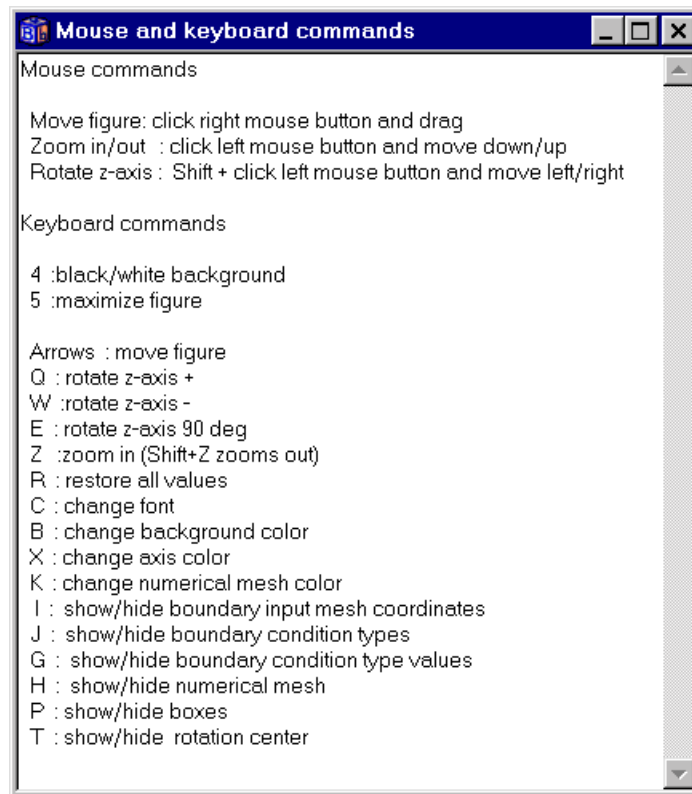 Mouse and keyboard commands
Mouse commands
Move figure: click right mouse button and drag
Zoom in/out : click left mouse button and move down/up
Rotate z-axis : Shift + click left mouse button and move left/right
Keyboard commands
4 :black/white background
5 :maximize figure
Arrows : move figure
Q : rotate z-axis +
W :rotate z-axis -
E : rotate z-axis 90 deg
Z :zoom in (Shift+Z zooms out)
R : restore all values
C : change font
B : change background color
X : change axis color
K : change numerical mesh color
I : show/hide boundary input mesh coordinates
J : show/hide boundary condition types
G : show/hide boundary condition type values
H : show/hide numerical mesh
P : show/hide boxes
T : show/hide rotation center